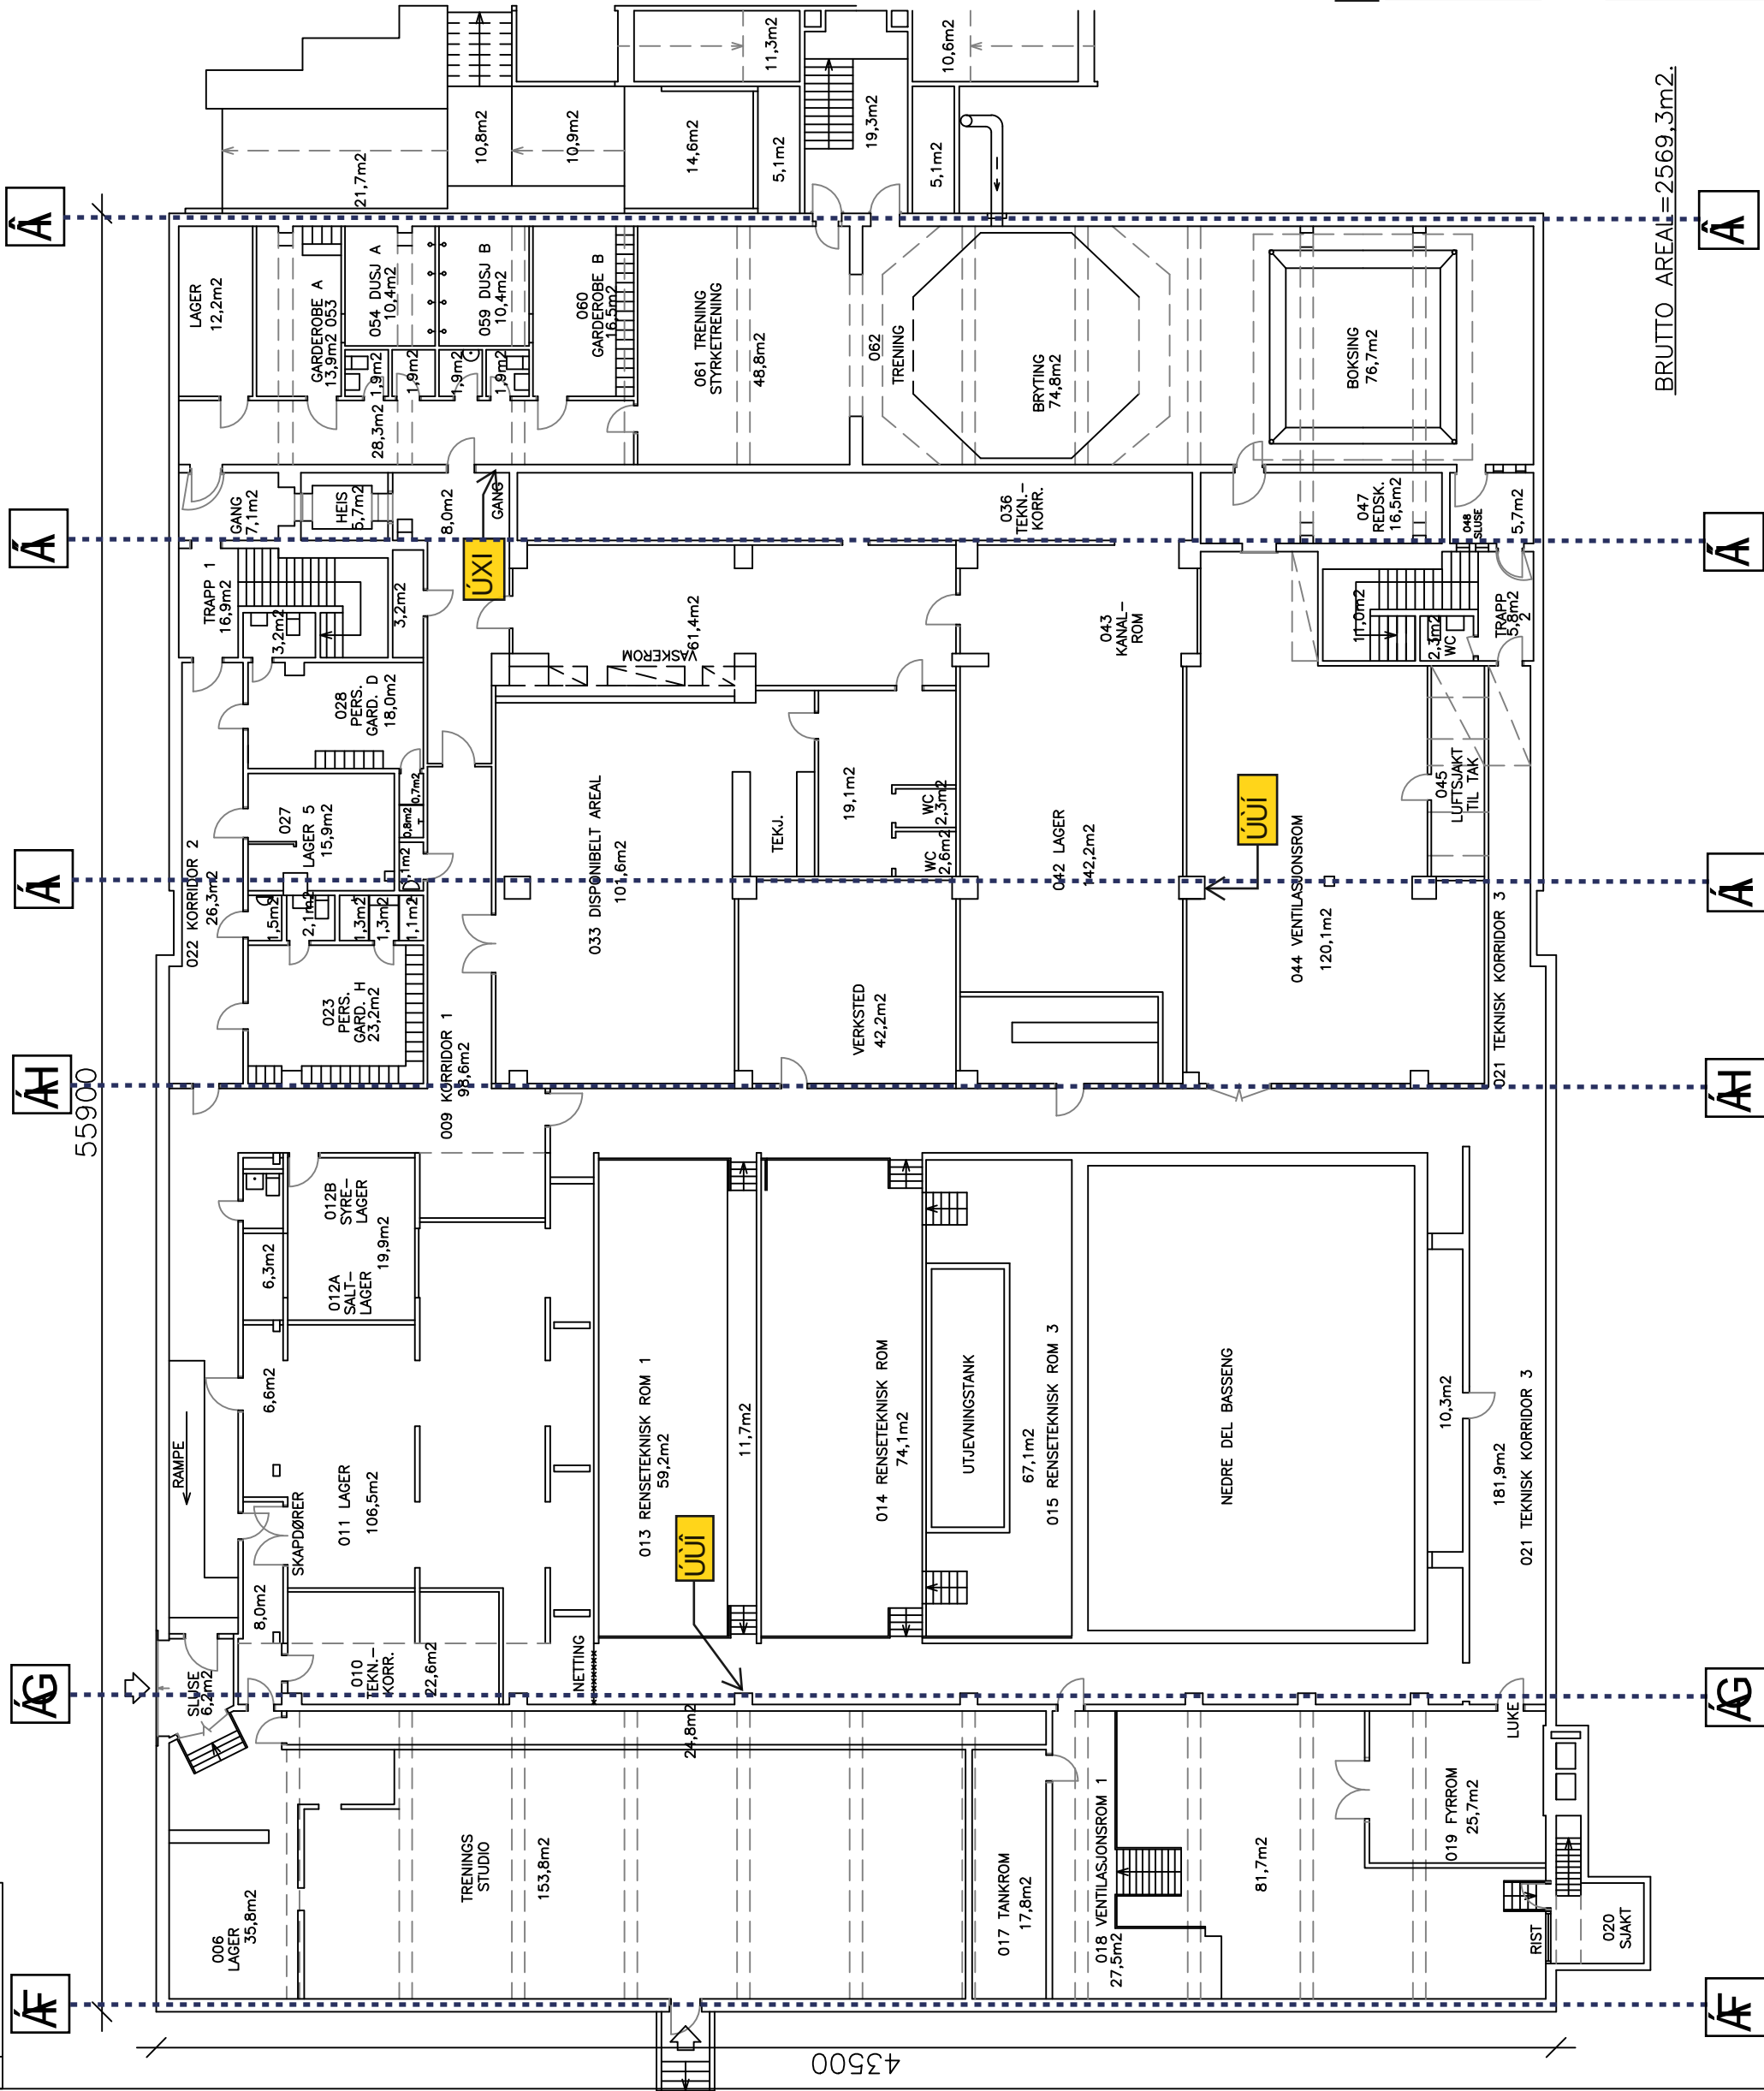 BRUTTO AREAL=2569,3m2.
55900
43500
ÁF
ÁG
ÁH
ÚÙÎ
ÚÙÍ
ÚXI
SLUSE
6,2m2
RAMPE
8,0m2
SKAPDØRER
6,6m2
6,3m2
006
LAGER
35,8m2
TRENINGS
STUDIO
153,8m2
24,8m2
017 TANKROM
17,8m2
018 VENTILASJONSROM 1
27,5m2
81,7m2
019 FYRROM
25,7m2
RIST
020
SJAKT
LUKE
010
TEKN.-
KORR.
22,6m2
NETTING
011 LAGER
106,5m2
012A
SALT-
LAGER
012B
SYRE-
LAGER
19,9m2
013 RENSETEKNISK ROM 1
59,2m2
11,7m2
014 RENSETEKNISK ROM
74,1m2
UTJEVNINGSTANK
67,1m2
015 RENSETEKNISK ROM 3
NEDRE DEL BASSENG
10,3m2
181,9m2
021 TEKNISK KORRIDOR 3
021 TEKNISK KORRIDOR 3
009 KORRIDOR 1
98,6m2
022 KORRIDOR 2
26,3m2
023
PERS.
GARD. H
23,2m2
1,5m2
2,1m2
1,3m2
1,3m2
1,1m2
027
LAGER 5
15,9m2
0,8m2
0,7m2
028
PERS.
GARD. D
18,0m2
TRAPP 1
16,9m2
3,2m2
3,2m2
GANG
7,1m2
HEIS
5,7m2
8,0m2
GANG
033 DISPONIBELT AREAL
101,6m2
VASKEROM
61,4m2
TEKJ.
19,1m2
WC
2,3m2
WC
2,6m2
VERKSTED
42,2m2
042 LAGER
142,2m2
043
KANAL-
ROM
036
TEKN.-
KORR.
044 VENTILASJONSROM
120,1m2
045
LUFTSJAKT
TIL TAK
11,0m2
2,3m2
WC
TRAPP
2
5,8m2
047
REDSK.
16,5m2
048
SLUSE
5,7m2
LAGER
12,2m2
GARDEROBE A
13,9m2 053
054 DUSJ A
10,4m2
059 DUSJ B
10,4m2
1,9m2
1,9m2
1,9m2
1,9m2
28,3m2
060
GARDEROBE B
16,5m2
061 TRENING
STYRKETRENING
48,8m2
062
TRENING
BRYTING
74,8m2
BOKSING
76,7m2
21,7m2
10,8m2
10,9m2
14,6m2
5,1m2
11,3m2
19,3m2
5,1m2
10,6m2